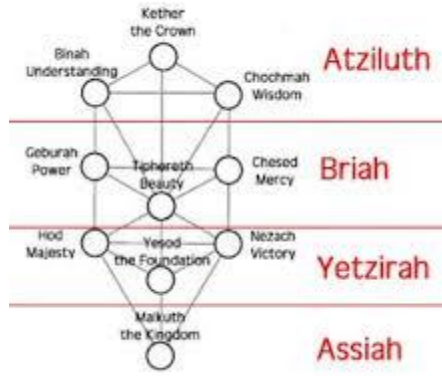 Kether
the Crown
Binah
Understanding
Chochmah
Wisdom
Atziluth
Geburah
Power
Tiphereth
Beauty
Chesed
Mercy
Briah
Hod
Majesty
Yesod
the Foundation
Nezach
Victory
Yetzirah
Malkuth
the Kingdom
Assiah